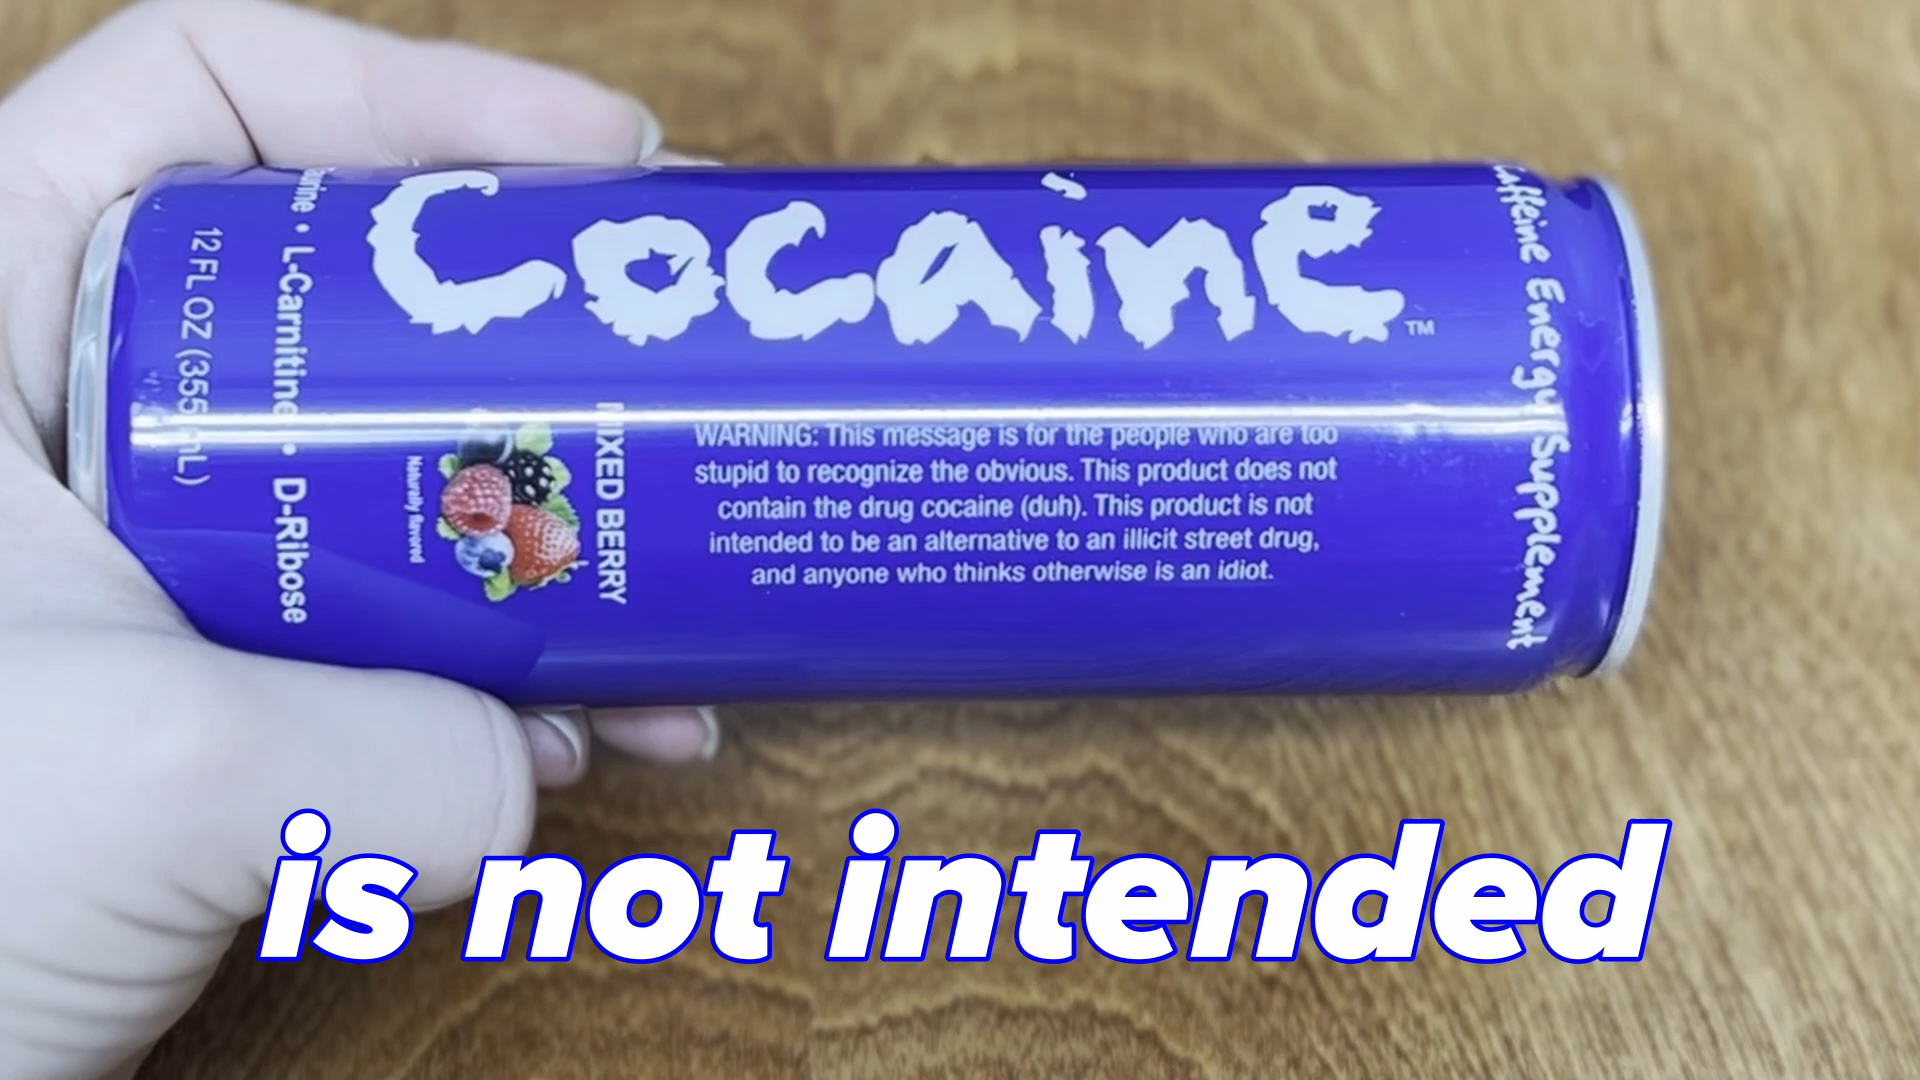 Cocaine™
WARNING: This message is for the people who are too
stupid to recognize the obvious. This product does not
contain the drug cocaine (duh). This product is not
intended to be an alternative to an illicit street drug,
and anyone who thinks otherwise is an idiot.
MIXED BERRY
Naturally flavored
• L-Carnitine • D-Ribose
12 FL OZ (355 mL)
Caffeine Energy Supplement
is not intended